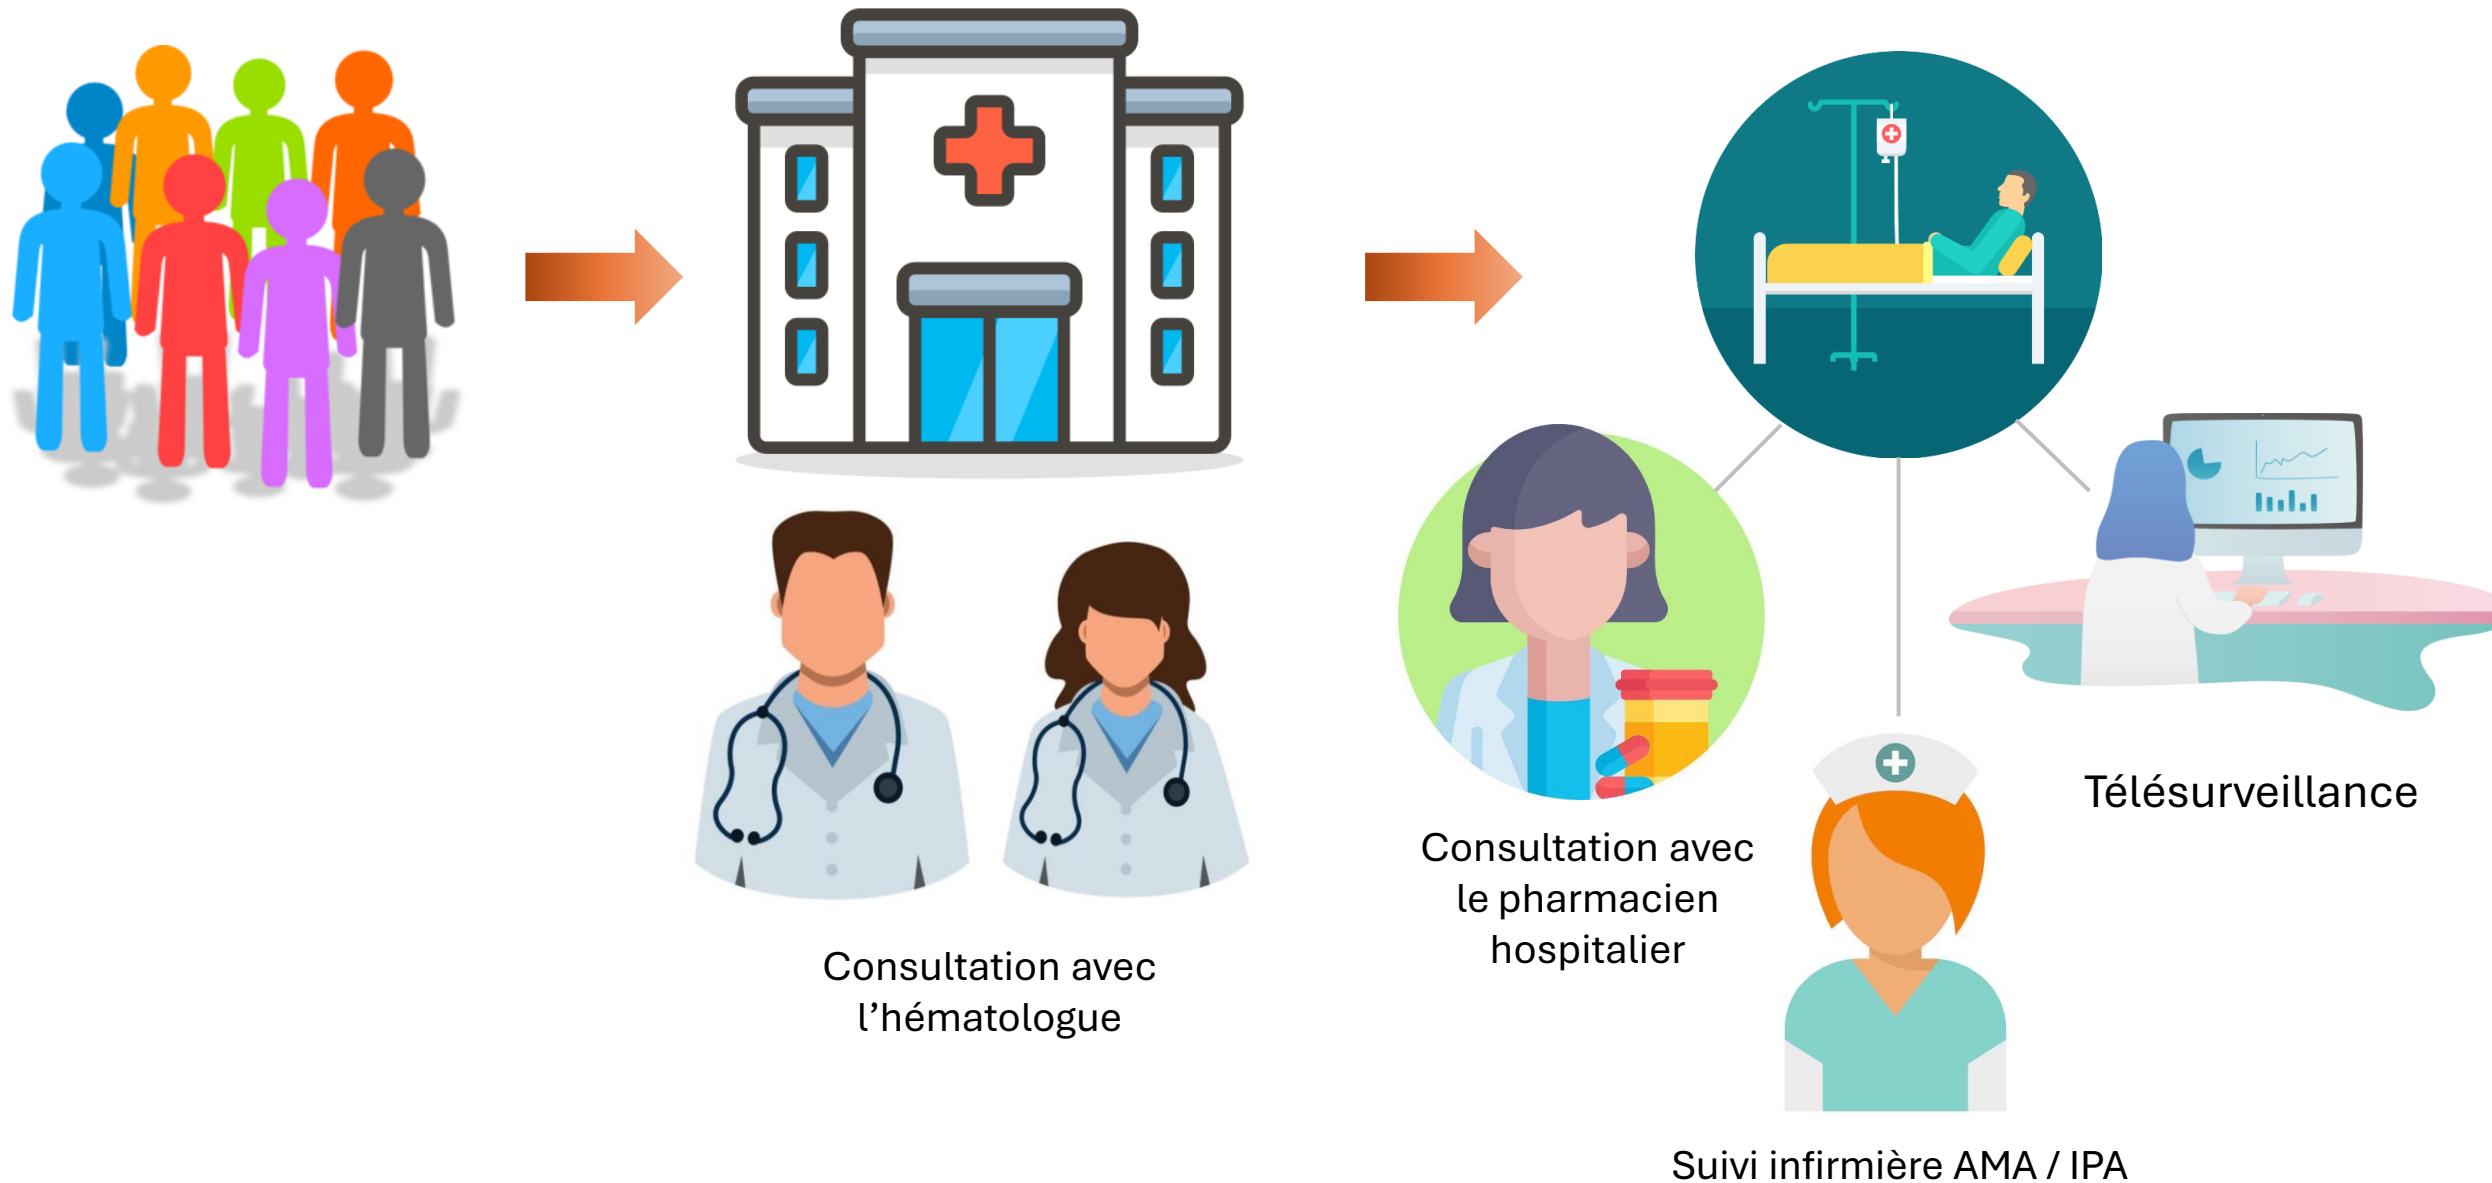 Consultation avec
l’hématologue
Consultation avec
le pharmacien
hospitalier
Télésurveillance
Suivi infirmière AMA / IPA